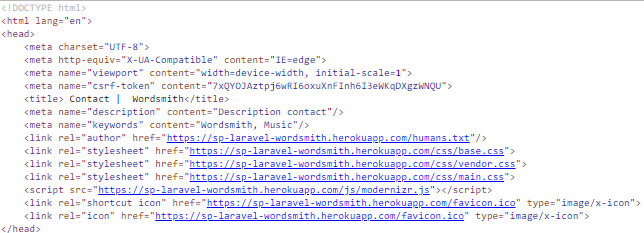 <!DOCTYPE html>
<html lang="en">
<head>
<meta charset="UTF-8">
<meta http-equiv="X-UA-Compatible" content="IE=edge">
<meta name="viewport" content="width=device-width, initial-scale=1">
<meta name="csrf-token" content="7xQYOJAztpj6wRI6oxuXnFInh6I3eWKqDXgzWNQU">
<title> Contact |  Wordsmith</title>
<meta name="description" content="Description contact"/>
<meta name="keywords" content="Wordsmith, Music"/>
<link rel="author" href="https://sp-laravel-wordsmith.herokuapp.com/humans.txt"/>
<link rel="stylesheet" href="https://sp-laravel-wordsmith.herokuapp.com/css/base.css">
<link rel="stylesheet" href="https://sp-laravel-wordsmith.herokuapp.com/css/vendor.css">
<link rel="stylesheet" href="https://sp-laravel-wordsmith.herokuapp.com/css/main.css">
<script src="https://sp-laravel-wordsmith.herokuapp.com/js/modernizr.js"></script>
<link rel="shortcut icon" href="https://sp-laravel-wordsmith.herokuapp.com/favicon.ico" type="image/x-icon">
<link rel="icon" href="https://sp-laravel-wordsmith.herokuapp.com/favicon.ico" type="image/x-icon">
</head>